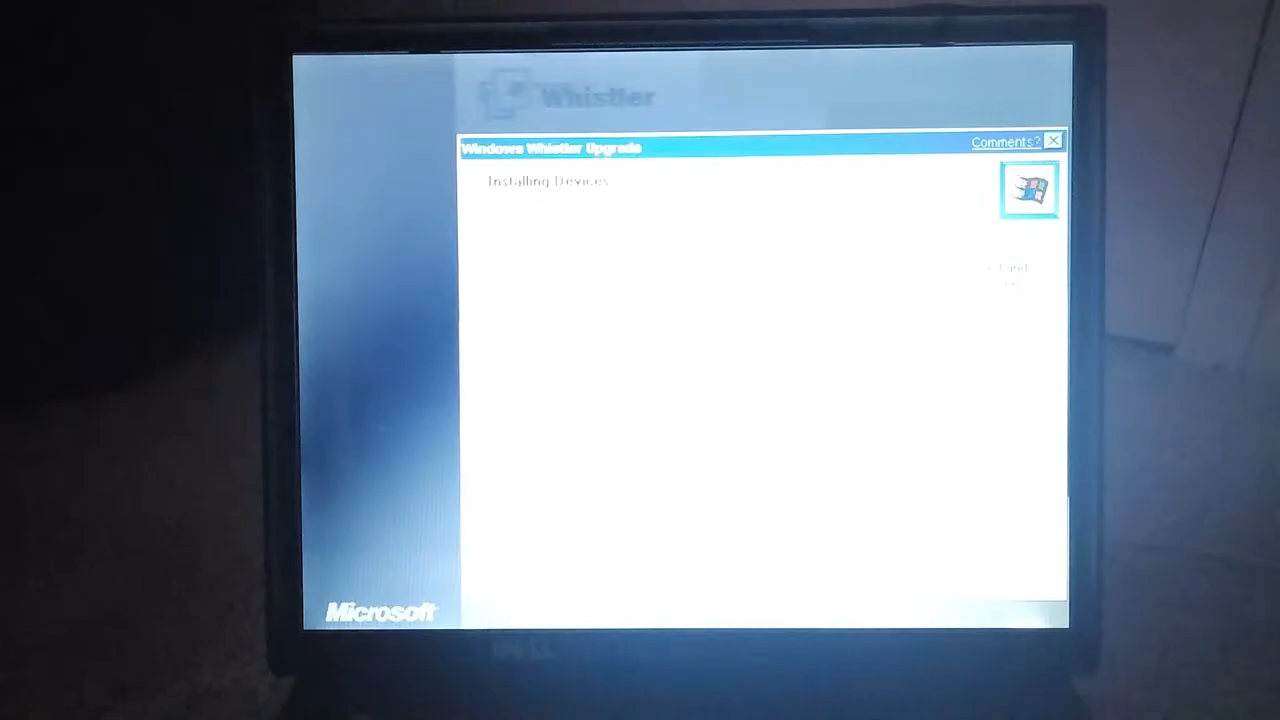 Whistler
Windows Whistler Upgrade
Comments?
Installing Devices
Microsoft